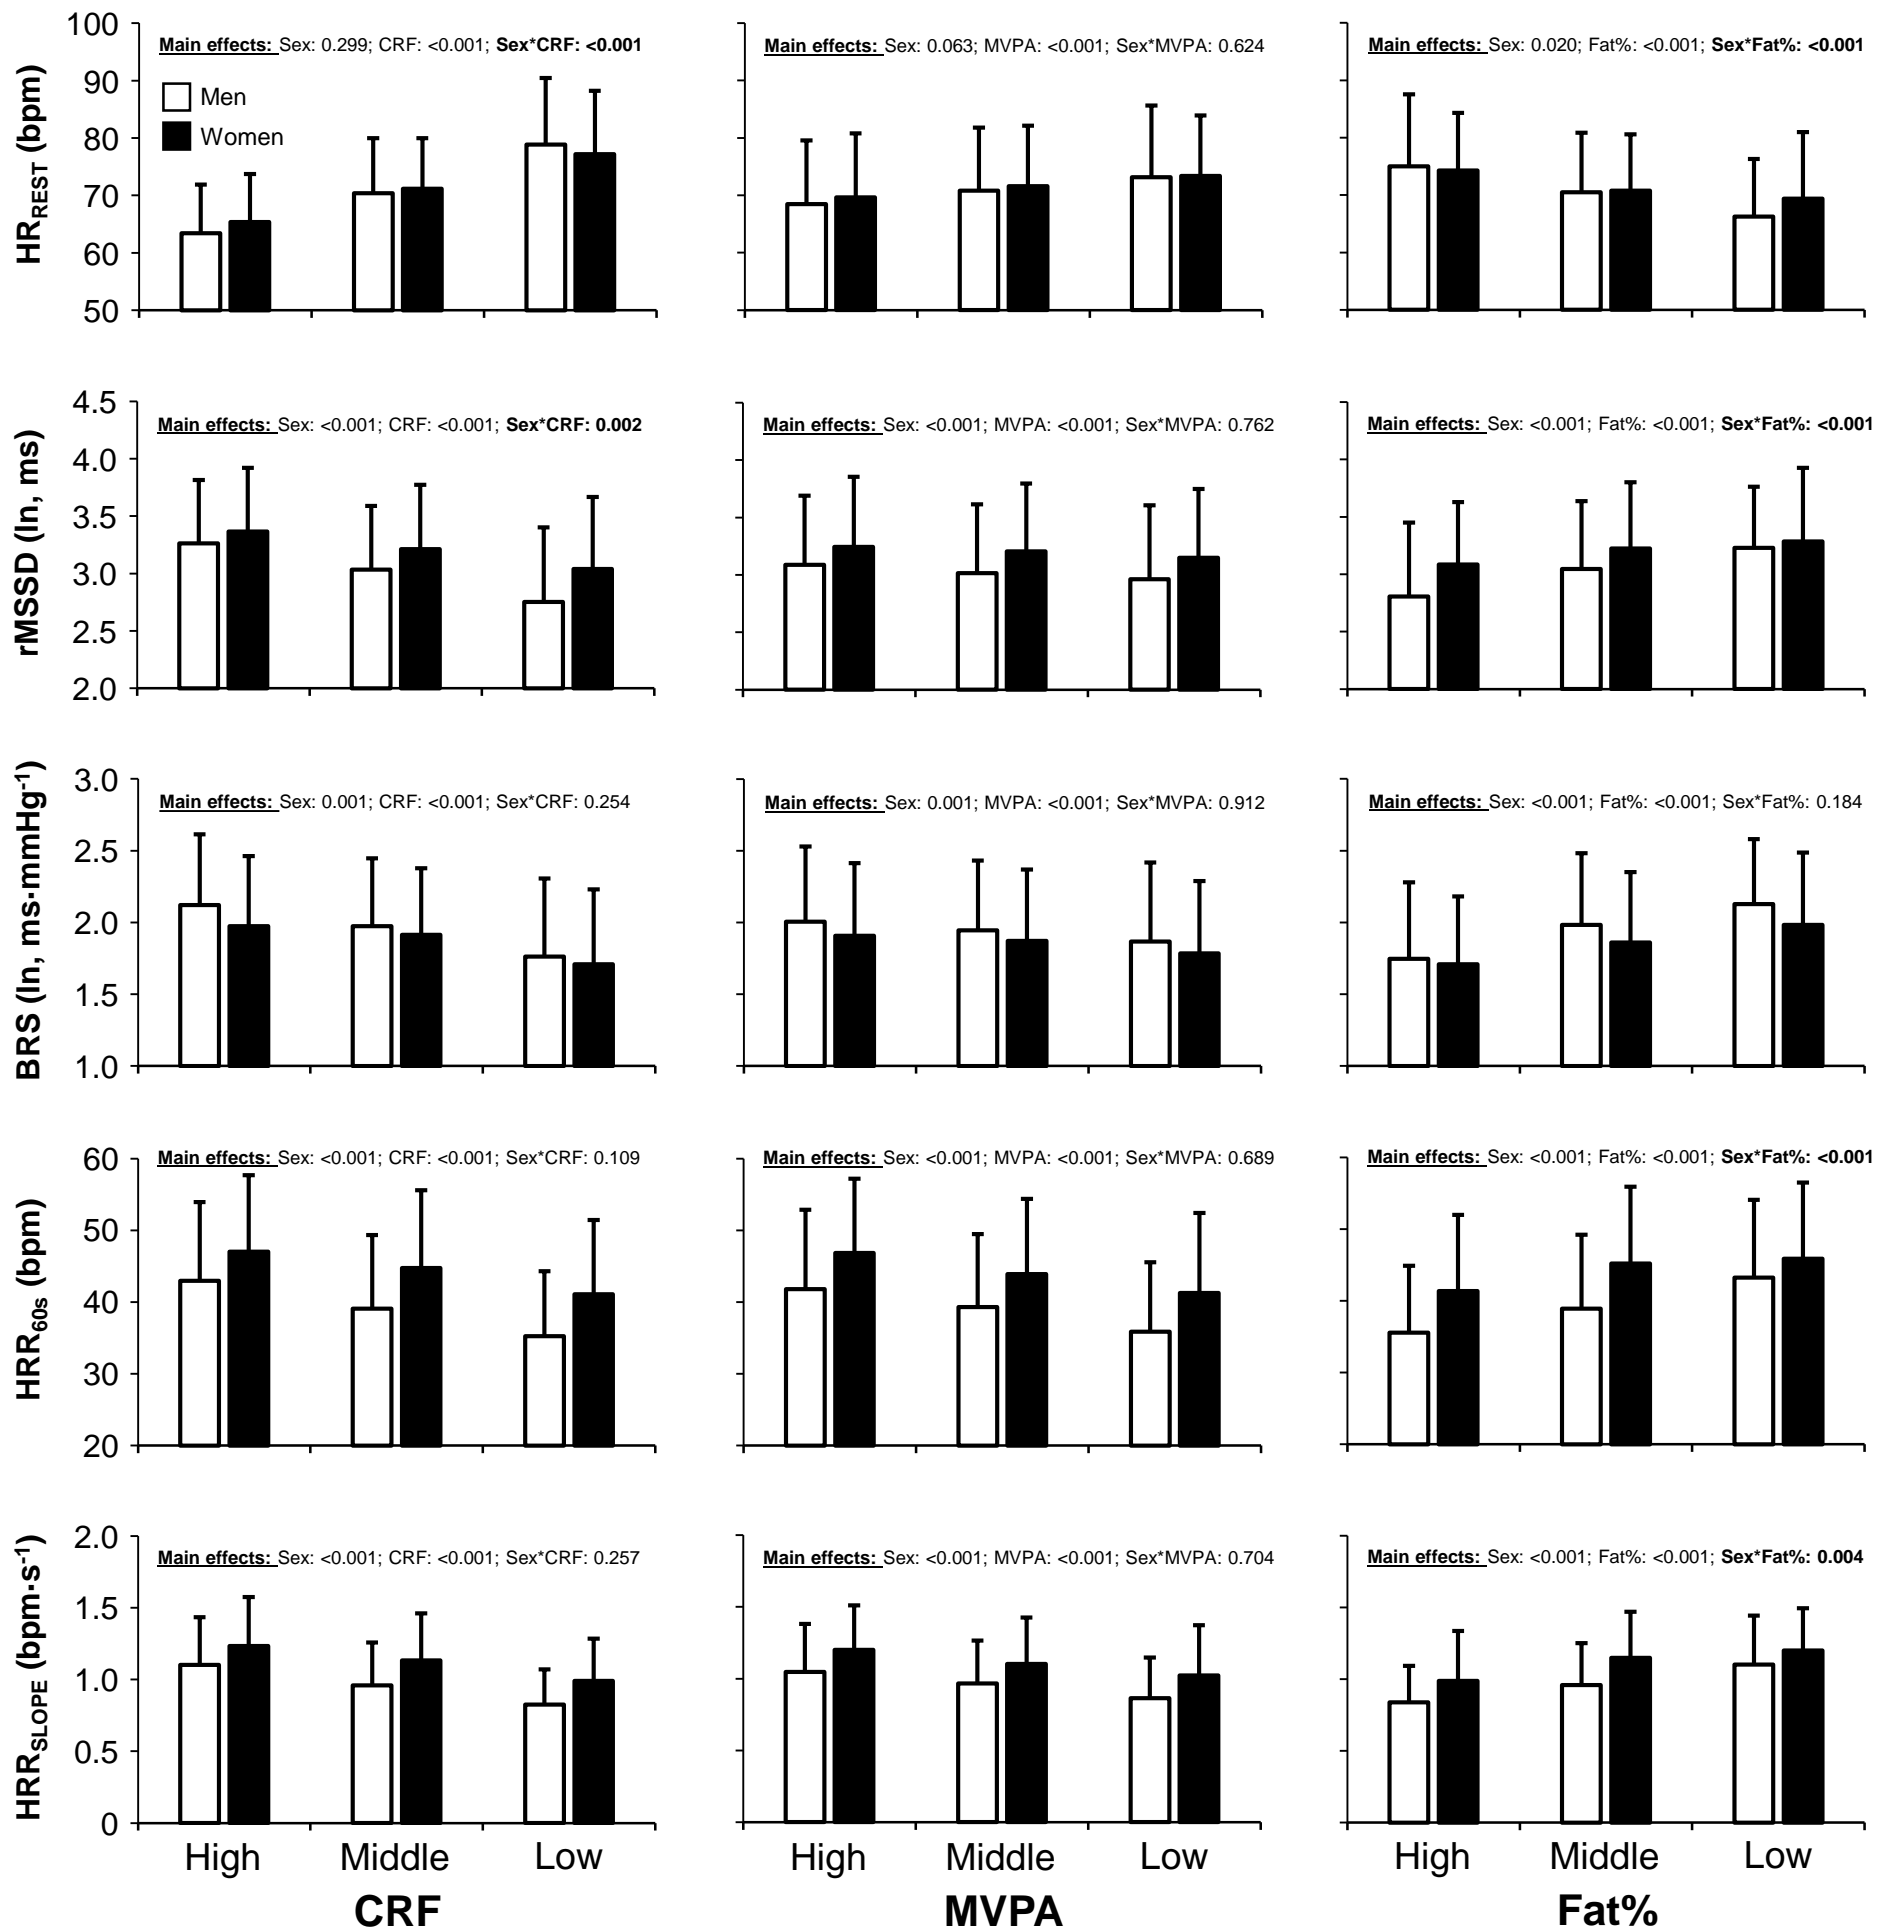 Main effects: Sex: 0.299; CRF: <0.001; Sex*CRF: <0.001
Main effects: Sex: 0.063; MVPA: <0.001; Sex*MVPA: 0.624
Main effects: Sex: 0.020; Fat%: <0.001; Sex*Fat%: <0.001
HR_REST (bpm)
100
90
80
70
60
50
Men
Women
Main effects: Sex: <0.001; CRF: <0.001; Sex*CRF: 0.002
Main effects: Sex: <0.001; MVPA: <0.001; Sex*MVPA: 0.762
Main effects: Sex: <0.001; Fat%: <0.001; Sex*Fat%: <0.001
rMSSD (ln, ms)
4.5
4.0
3.5
3.0
2.5
2.0
Main effects: Sex: 0.001; CRF: <0.001; Sex*CRF: 0.254
Main effects: Sex: 0.001; MVPA: <0.001; Sex*MVPA: 0.912
Main effects: Sex: <0.001; Fat%: <0.001; Sex*Fat%: 0.184
BRS (ln, ms·mmHg⁻¹)
3.0
2.5
2.0
1.5
1.0
Main effects: Sex: <0.001; CRF: <0.001; Sex*CRF: 0.109
Main effects: Sex: <0.001; MVPA: <0.001; Sex*MVPA: 0.689
Main effects: Sex: <0.001; Fat%: <0.001; Sex*Fat%: <0.001
HRR_60s (bpm)
60
50
40
30
20
Main effects: Sex: <0.001; CRF: <0.001; Sex*CRF: 0.257
Main effects: Sex: <0.001; MVPA: <0.001; Sex*MVPA: 0.704
Main effects: Sex: <0.001; Fat%: <0.001; Sex*Fat%: 0.004
HRR_SLOPE (bpm·s⁻¹)
2.0
1.5
1.0
0.5
0
High Middle Low
High Middle Low
High Middle Low
CRF
MVPA
Fat%